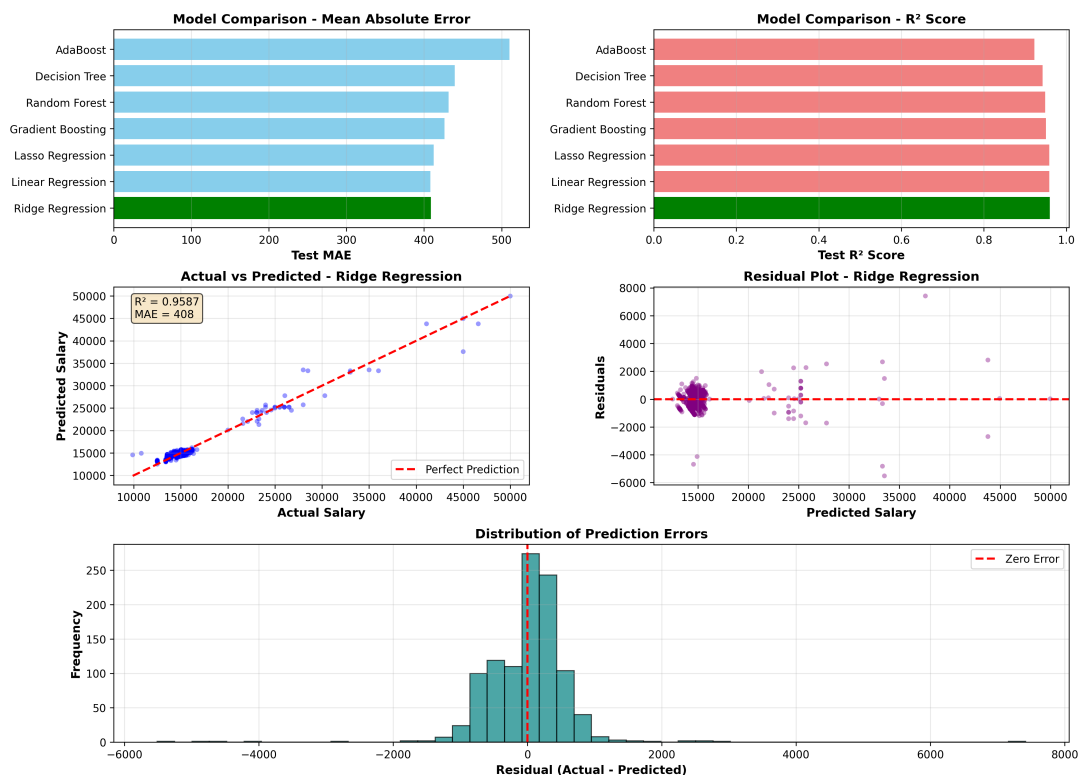 Model Comparison - Mean Absolute Error
AdaBoost
Decision Tree
Random Forest
Gradient Boosting
Lasso Regression
Linear Regression
Ridge Regression
0 100 200 300 400 500
Test MAE
Model Comparison - R² Score
AdaBoost
Decision Tree
Random Forest
Gradient Boosting
Lasso Regression
Linear Regression
Ridge Regression
0.0 0.2 0.4 0.6 0.8 1.0
Test R² Score
Actual vs Predicted - Ridge Regression
R² = 0.9587
MAE = 408
Predicted Salary
50000
45000
40000
35000
30000
25000
20000
15000
10000
Perfect Prediction
10000 15000 20000 25000 30000 35000 40000 45000 50000
Actual Salary
Residual Plot - Ridge Regression
Residuals
8000
6000
4000
2000
0
−2000
−4000
−6000
15000 20000 25000 30000 35000 40000 45000 50000
Predicted Salary
Distribution of Prediction Errors
Zero Error
Frequency
250
200
150
100
50
0
−6000 −4000 −2000 0 2000 4000 6000 8000
Residual (Actual - Predicted)